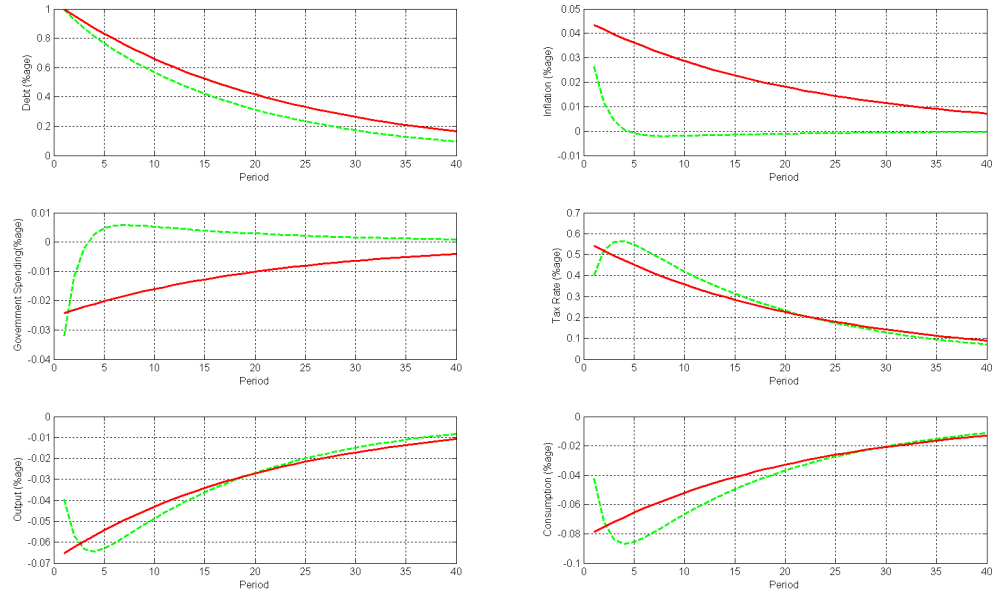 1
0.8
0.6
0.4
0.2
0
Debt (%age)
0 5 10 15 20 25 30 35 40
Period
0.05
0.04
0.03
0.02
0.01
0
-0.01
Inflation (%age)
0 5 10 15 20 25 30 35 40
Period
0.01
0
-0.01
-0.02
-0.03
-0.04
Government Spending(%age)
0 5 10 15 20 25 30 35 40
Period
0.7
0.6
0.5
0.4
0.3
0.2
0.1
0
Tax Rate (%age)
0 5 10 15 20 25 30 35 40
Period
0
-0.01
-0.02
-0.03
-0.04
-0.05
-0.06
-0.07
Output (%age)
0 5 10 15 20 25 30 35 40
Period
0
-0.02
-0.04
-0.06
-0.08
-0.1
Consumption (%age)
0 5 10 15 20 25 30 35 40
Period